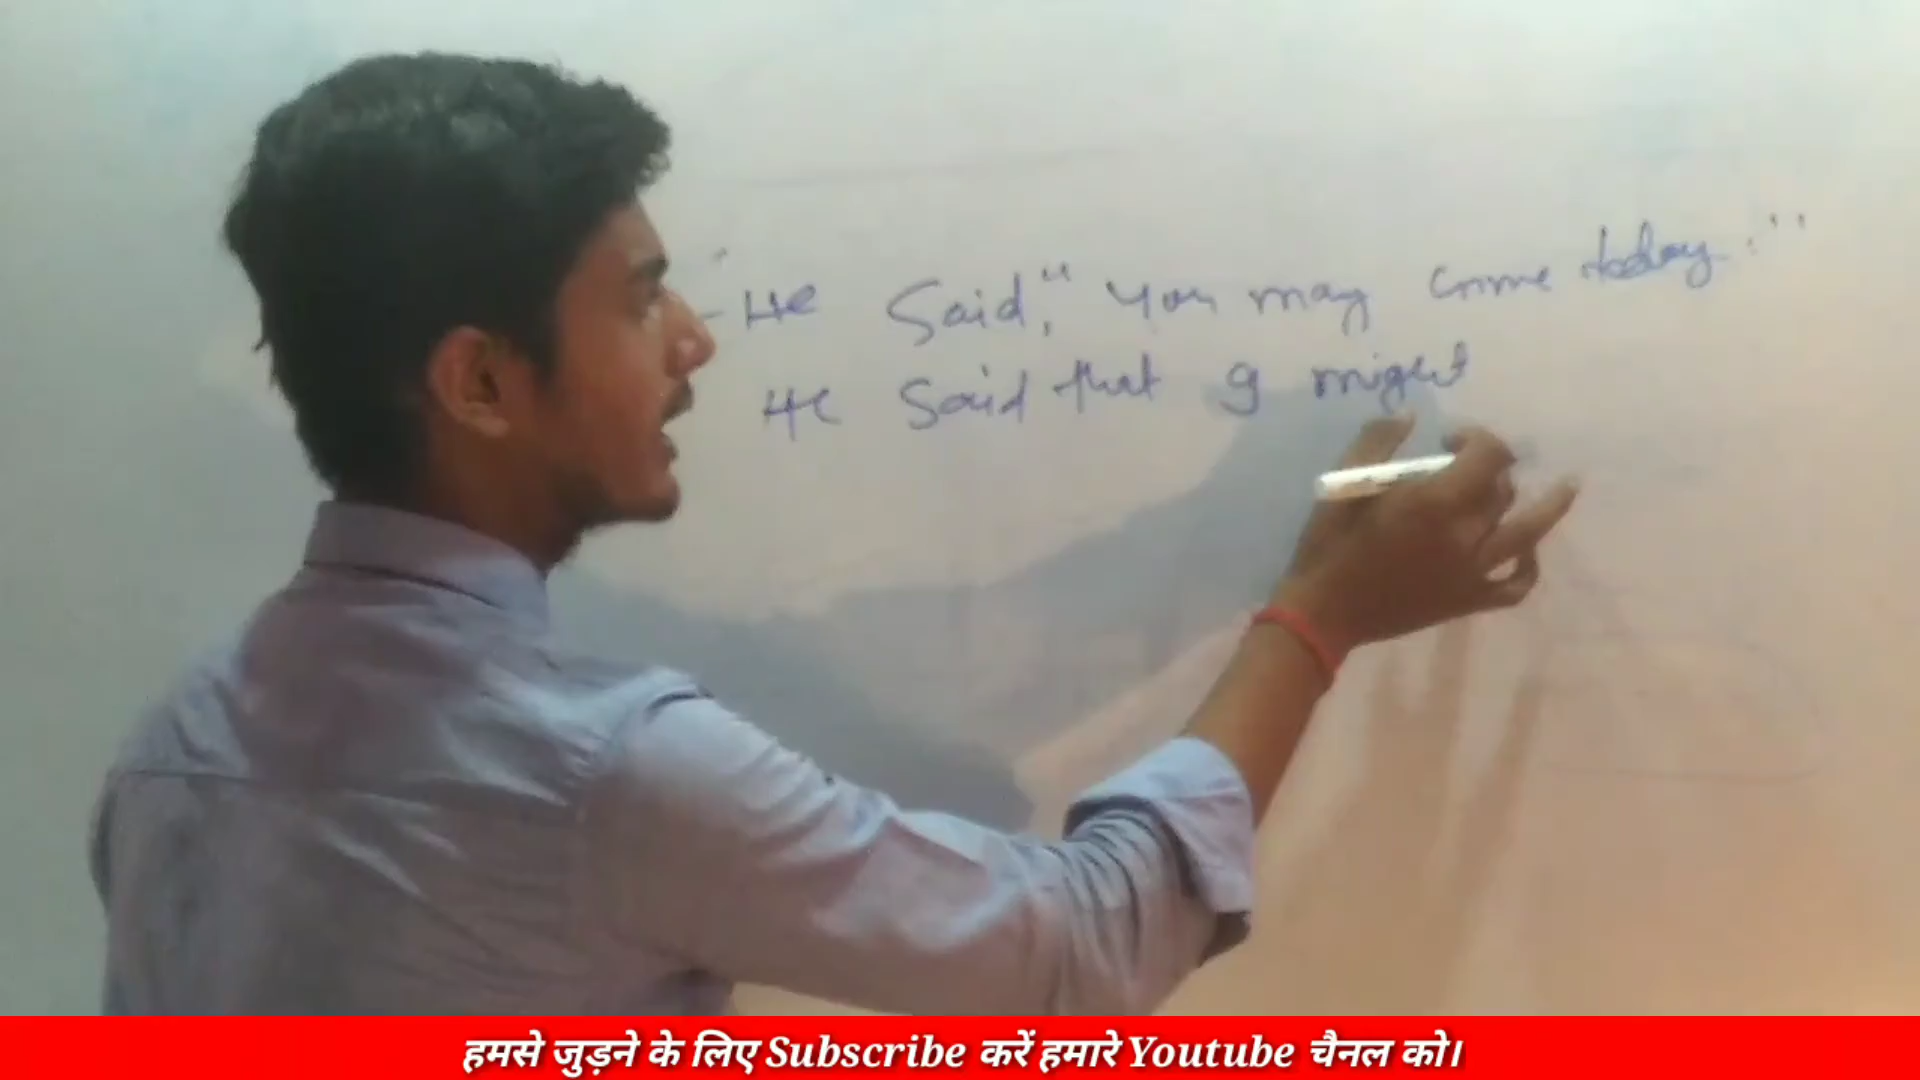 He Said," You may come today."
He Said that I might
हमसे जुड़ने के लिए Subscribe करें हमारे Youtube चैनल को।